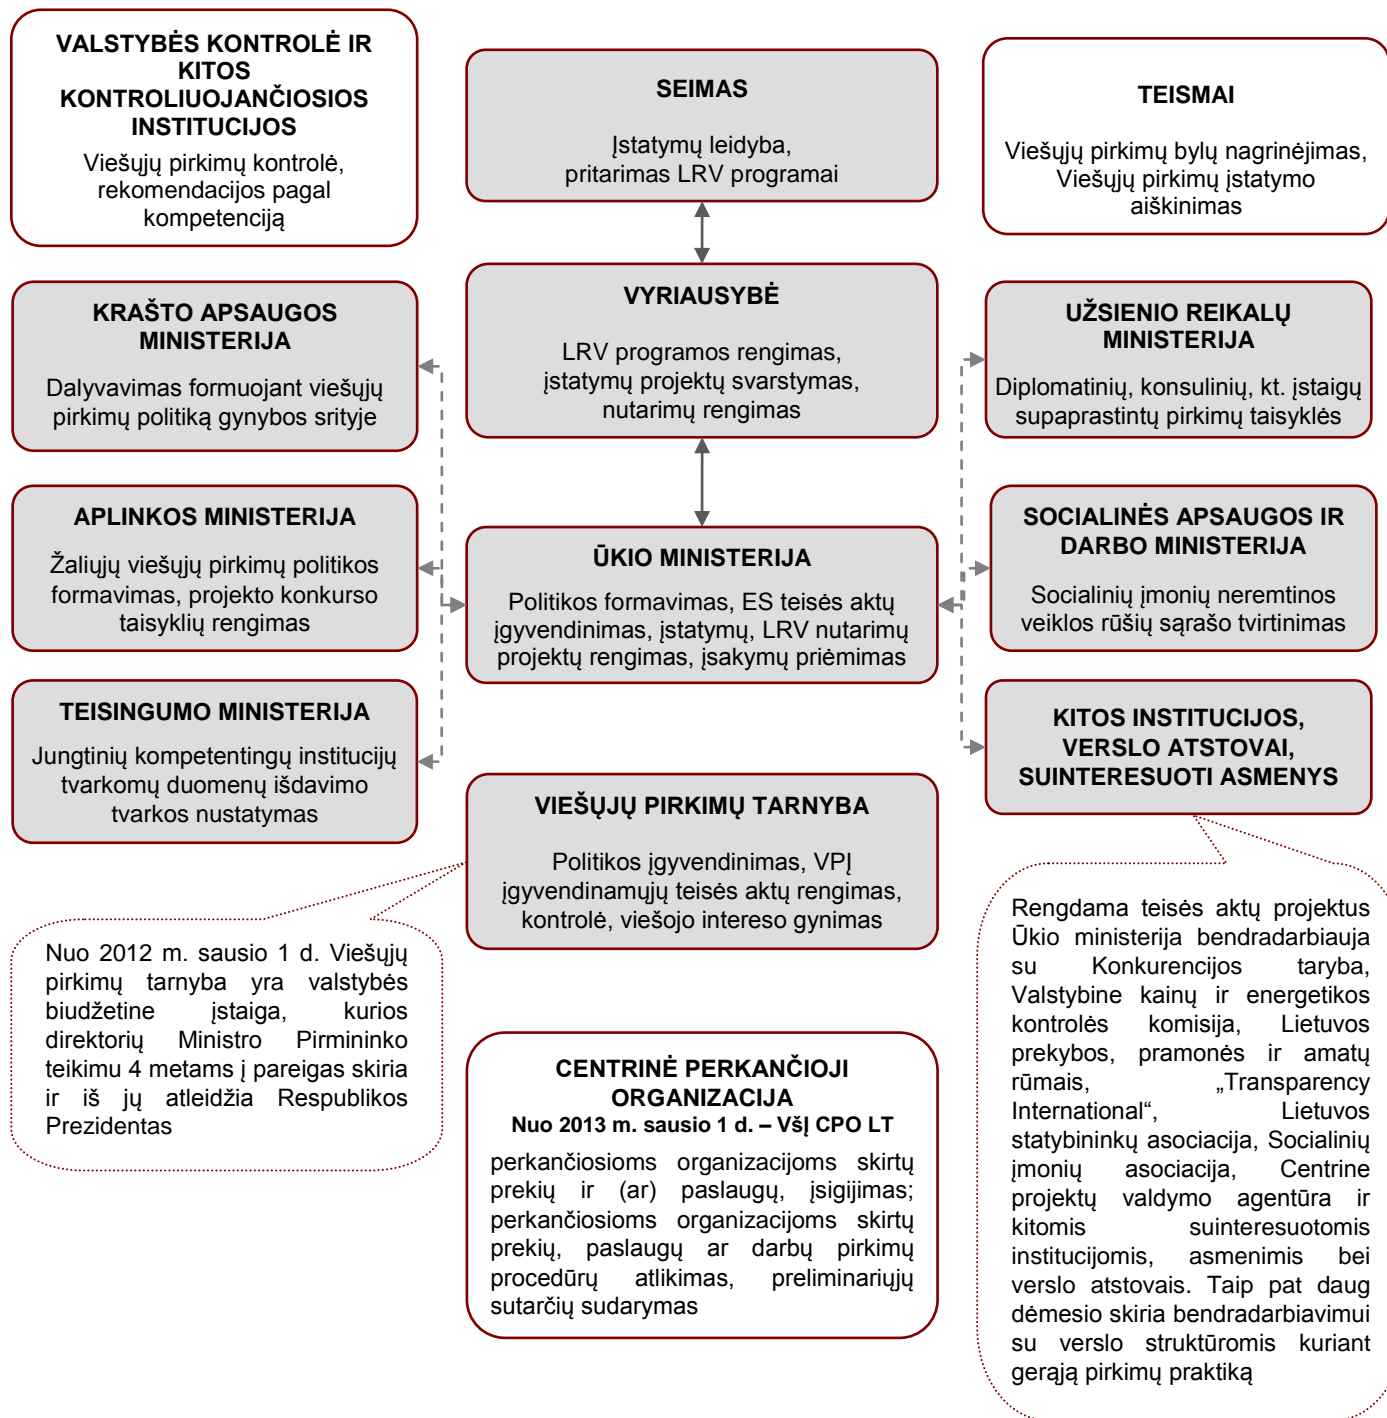 VALSTYBĖS KONTROLĖ IR
KITOS
KONTROLIUOJANČIOSIOS
INSTITUCIJOS
Viešųjų pirkimų kontrolė,
rekomendacijos pagal
kompetenciją
SEIMAS
Įstatymų leidyba,
pritarimas LRV programai
TEISMAI
Viešųjų pirkimų bylų nagrinėjimas,
Viešųjų pirkimų įstatymo
aiškinimas
KRAŠTO APSAUGOS
MINISTERIJA
Dalyvavimas formuojant viešųjų
pirkimų politiką gynybos srityje
VYRIAUSYBĖ
LRV programos rengimas,
įstatymų projektų svarstymas,
nutarimų rengimas
UŽSIENIO REIKALŲ
MINISTERIJA
Diplomatinių, konsulinių, kt. įstaigų
supaprastintų pirkimų taisyklės
APLINKOS MINISTERIJA
Žaliųjų viešųjų pirkimų politikos
formavimas, projekto konkurso
taisyklių rengimas
ŪKIO MINISTERIJA
Politikos formavimas, ES teisės aktų
įgyvendinimas, įstatymų, LRV nutarimų
projektų rengimas, įsakymų priėmimas
SOCIALINĖS APSAUGOS IR
DARBO MINISTERIJA
Socialinių įmonių neremtinos
veiklos rūšių sąrašo tvirtinimas
TEISINGUMO MINISTERIJA
Jungtinių kompetentingų institucijų
tvarkomų duomenų išdavimo
tvarkos nustatymas
VIEŠŲJŲ PIRKIMŲ TARNYBA
Politikos įgyvendinimas, VPĮ
įgyvendinamųjų teisės aktų rengimas,
kontrolė, viešojo intereso gynimas
KITOS INSTITUCIJOS,
VERSLO ATSTOVAI,
SUINTERESUOTI ASMENYS
Nuo 2012 m. sausio 1 d. Viešųjų
pirkimų tarnyba yra valstybės
biudžetine įstaiga, kurios
direktorių Ministro Pirmininko
teikimu 4 metams į pareigas skiria
ir iš jų atleidžia Respublikos
Prezidentas
CENTRINĖ PERKANČIOJI
ORGANIZACIJA
Nuo 2013 m. sausio 1 d. – VšĮ CPO LT
perkančiosioms organizacijoms skirtų
prekių ir (ar) paslaugų, įsigijimas;
perkančiosioms organizacijoms skirtų
prekių, paslaugų ar darbų pirkimų
procedūrų atlikimas, preliminariųjų
sutarčių sudarymas
Rengdama teisės aktų projektus
Ūkio ministerija bendradarbiauja
su Konkurencijos taryba,
Valstybine kainų ir energetikos
kontrolės komisija, Lietuvos
prekybos, pramonės ir amatų
rūmais, „Transparency
International“, Lietuvos
statybininkų asociacija, Socialinių
įmonių asociacija, Centrine
projektų valdymo agentūra ir
kitomis suinteresuotomis
institucijomis, asmenimis bei
verslo atstovais. Taip pat daug
dėmesio skiria bendradarbiavimui
su verslo struktūromis kuriant
gerąją pirkimų praktiką